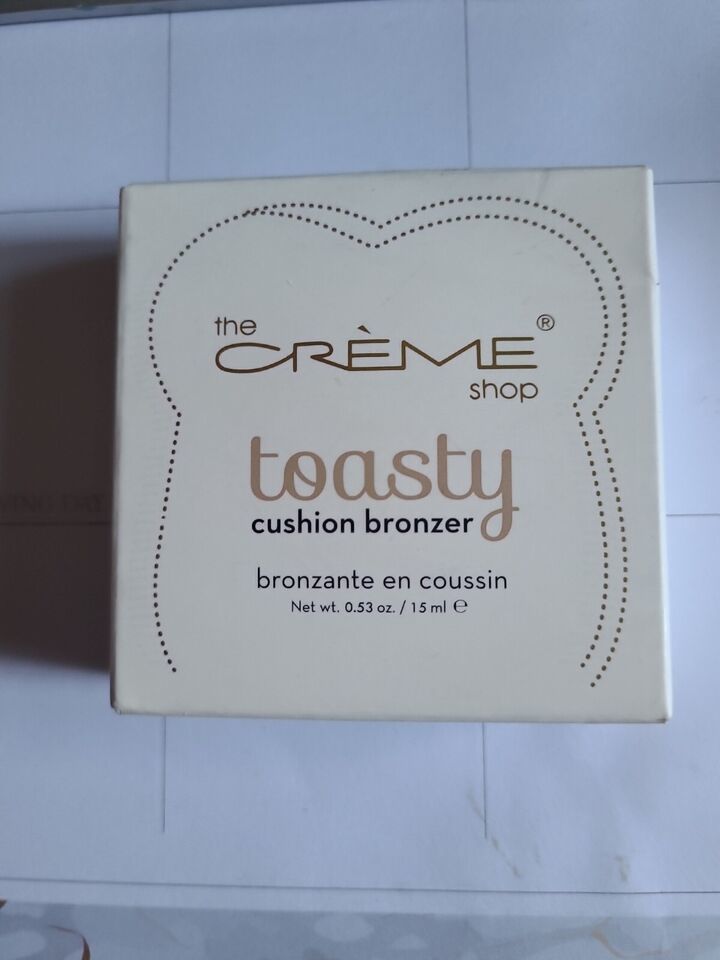 the
CRÈME®
shop
toasty
cushion bronzer
bronzante en coussin
Net wt. 0.53 oz. / 15 ml ℮